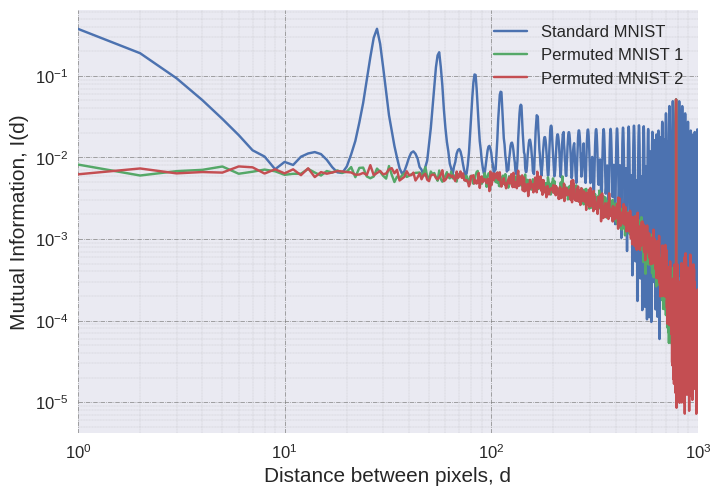 Standard MNIST
Permuted MNIST 1
Permuted MNIST 2
Mutual Information, I(d)
10⁻¹
10⁻²
10⁻³
10⁻⁴
10⁻⁵
10⁰ 10¹ 10² 10³
Distance between pixels, d